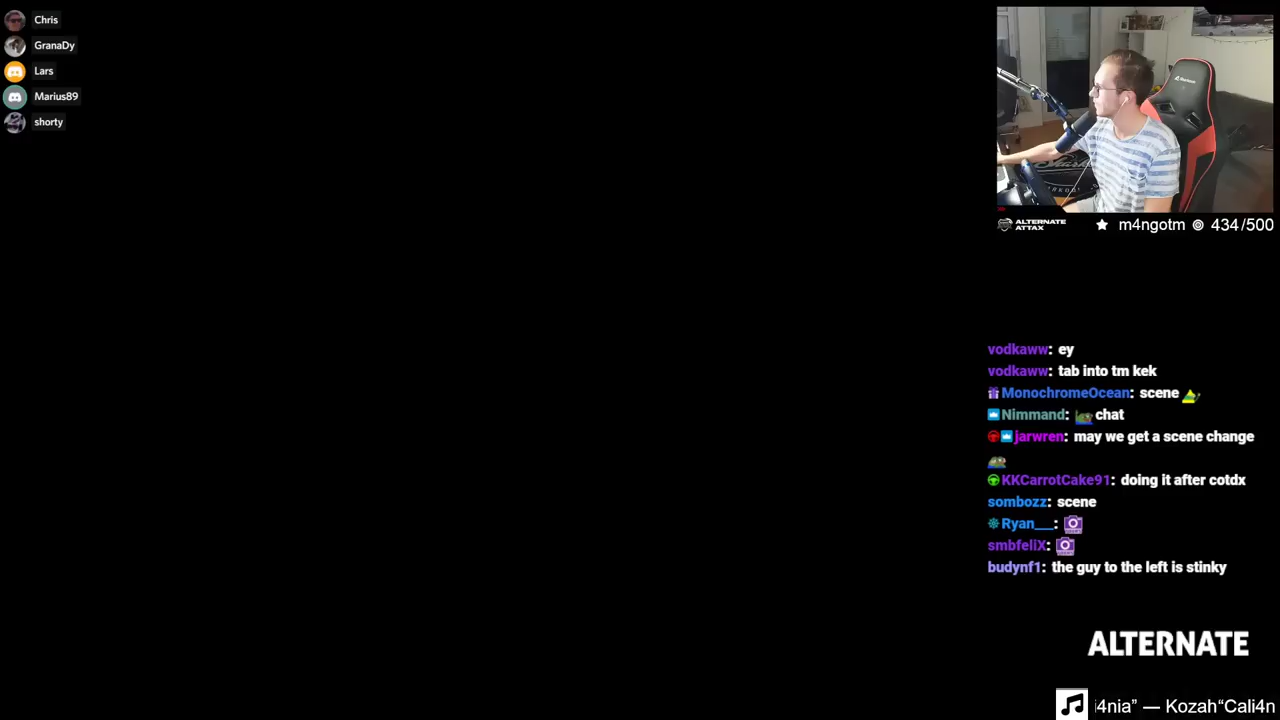 Chris
GranaDy
Lars
Marius89
shorty
ALTERNATE
ATTAX
m4ngotm
434/500
vodkaww: ey
vodkaww: tab into tm kek
MonochromeOcean: scene
Nimmand: chat
jarwren: may we get a scene change
KKCarrotCake91: doing it after cotdx
sombozz: scene
Ryan__:
smbfeliX:
budynf1: the guy to the left is stinky
ALTERNATE
i4nia” — Kozah“Cali4n